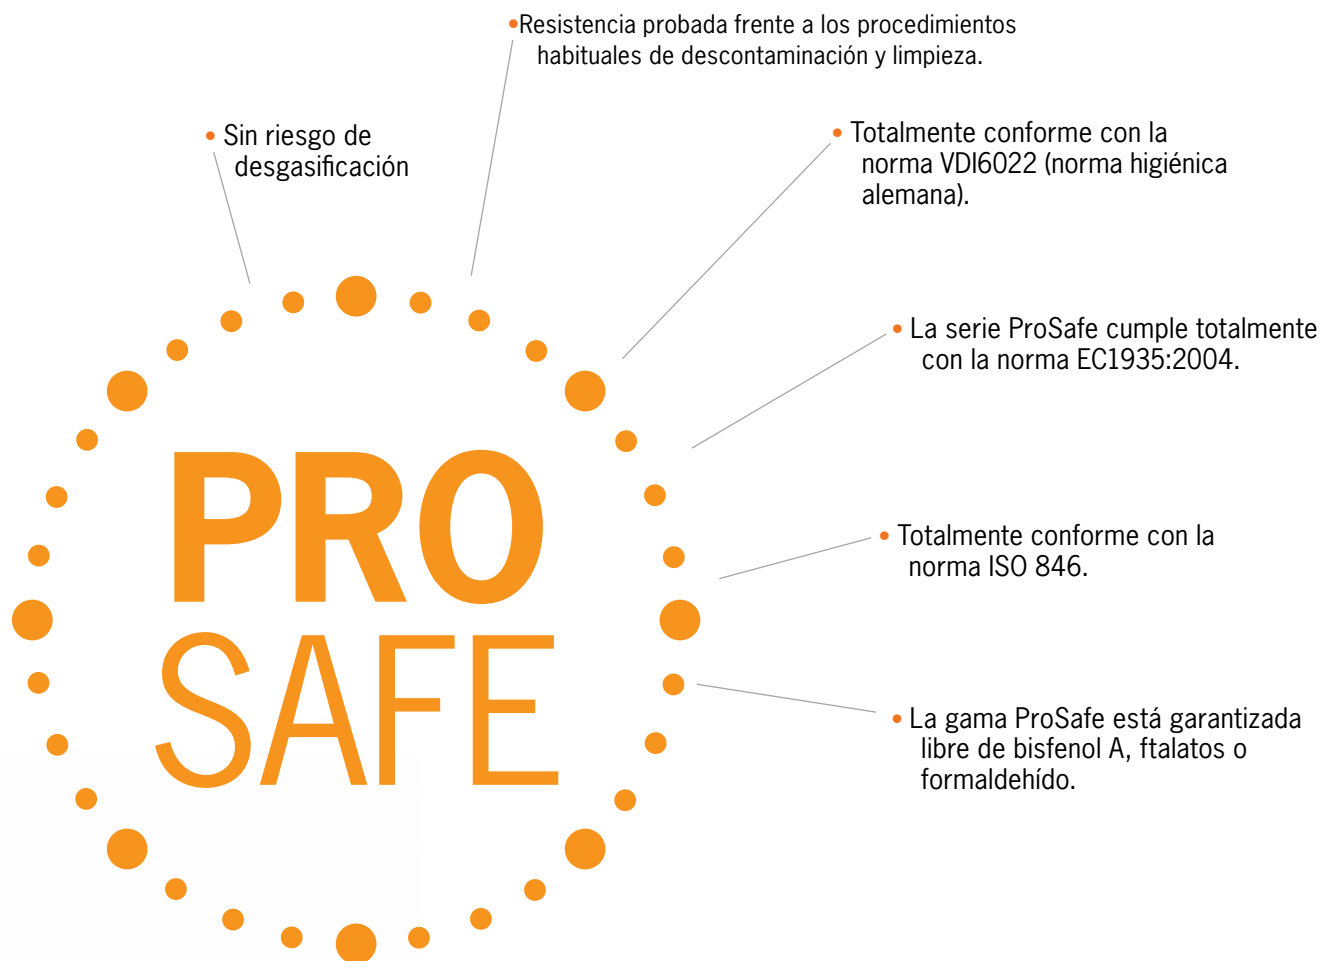 •Resistencia probada frente a los procedimientos
habituales de descontaminación y limpieza.
• Sin riesgo de
desgasificación
• Totalmente conforme con la
norma VDI6022 (norma higiénica
alemana).
• La serie ProSafe cumple totalmente
con la norma EC1935:2004.
PRO
SAFE
• Totalmente conforme con la
norma ISO 846.
• La gama ProSafe está garantizada
libre de bisfenol A, ftalatos o
formaldehído.